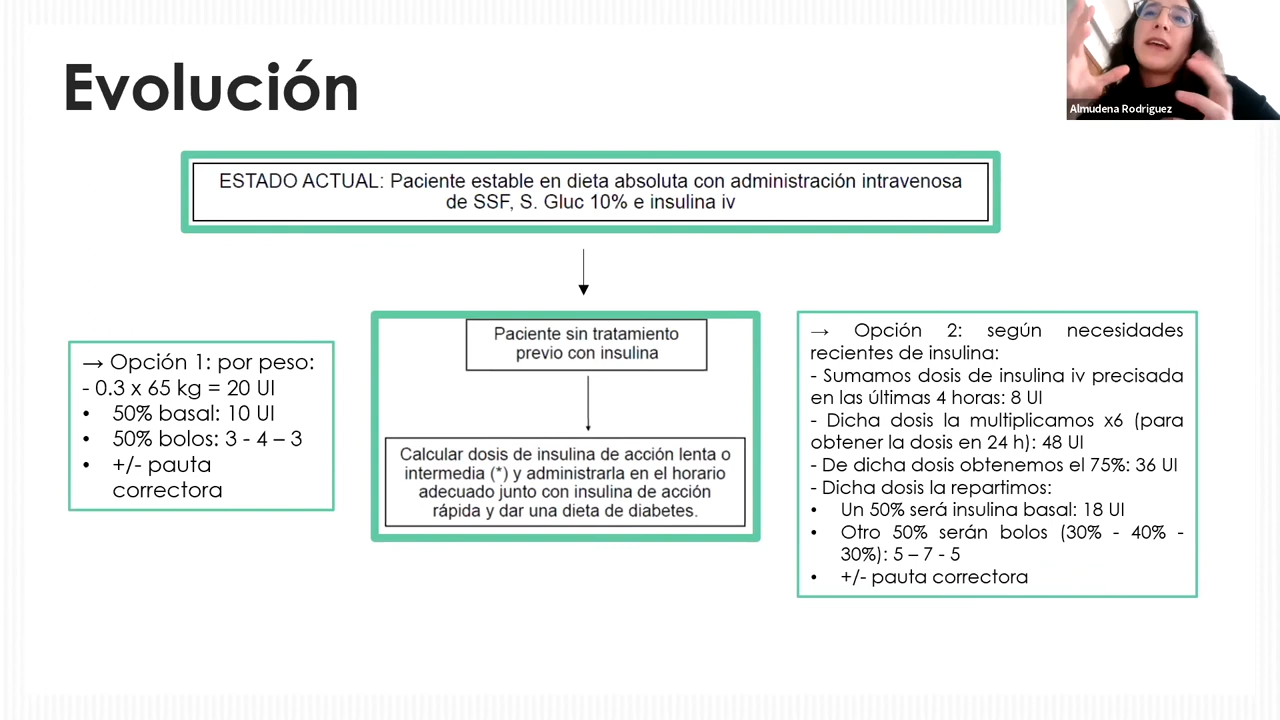 Evolución
Almudena Rodriguez
ESTADO ACTUAL: Paciente estable en dieta absoluta con administración intravenosa
de SSF, S. Gluc 10% e insulina iv
→ Opción 1: por peso:
- 0.3 x 65 kg = 20 UI
• 50% basal: 10 UI
• 50% bolos: 3 - 4 – 3
• +/- pauta
correctora
Paciente sin tratamiento
previo con insulina
Calcular dosis de insulina de acción lenta o
intermedia (*) y administrarla en el horario
adecuado junto con insulina de acción
rápida y dar una dieta de diabetes.
→ Opción 2: según necesidades
recientes de insulina:
- Sumamos dosis de insulina iv precisada
en las últimas 4 horas: 8 UI
- Dicha dosis la multiplicamos x6 (para
obtener la dosis en 24 h): 48 UI
- De dicha dosis obtenemos el 75%: 36 UI
- Dicha dosis la repartimos:
• Un 50% será insulina basal: 18 UI
• Otro 50% serán bolos (30% - 40% -
30%): 5 – 7 - 5
• +/- pauta correctora